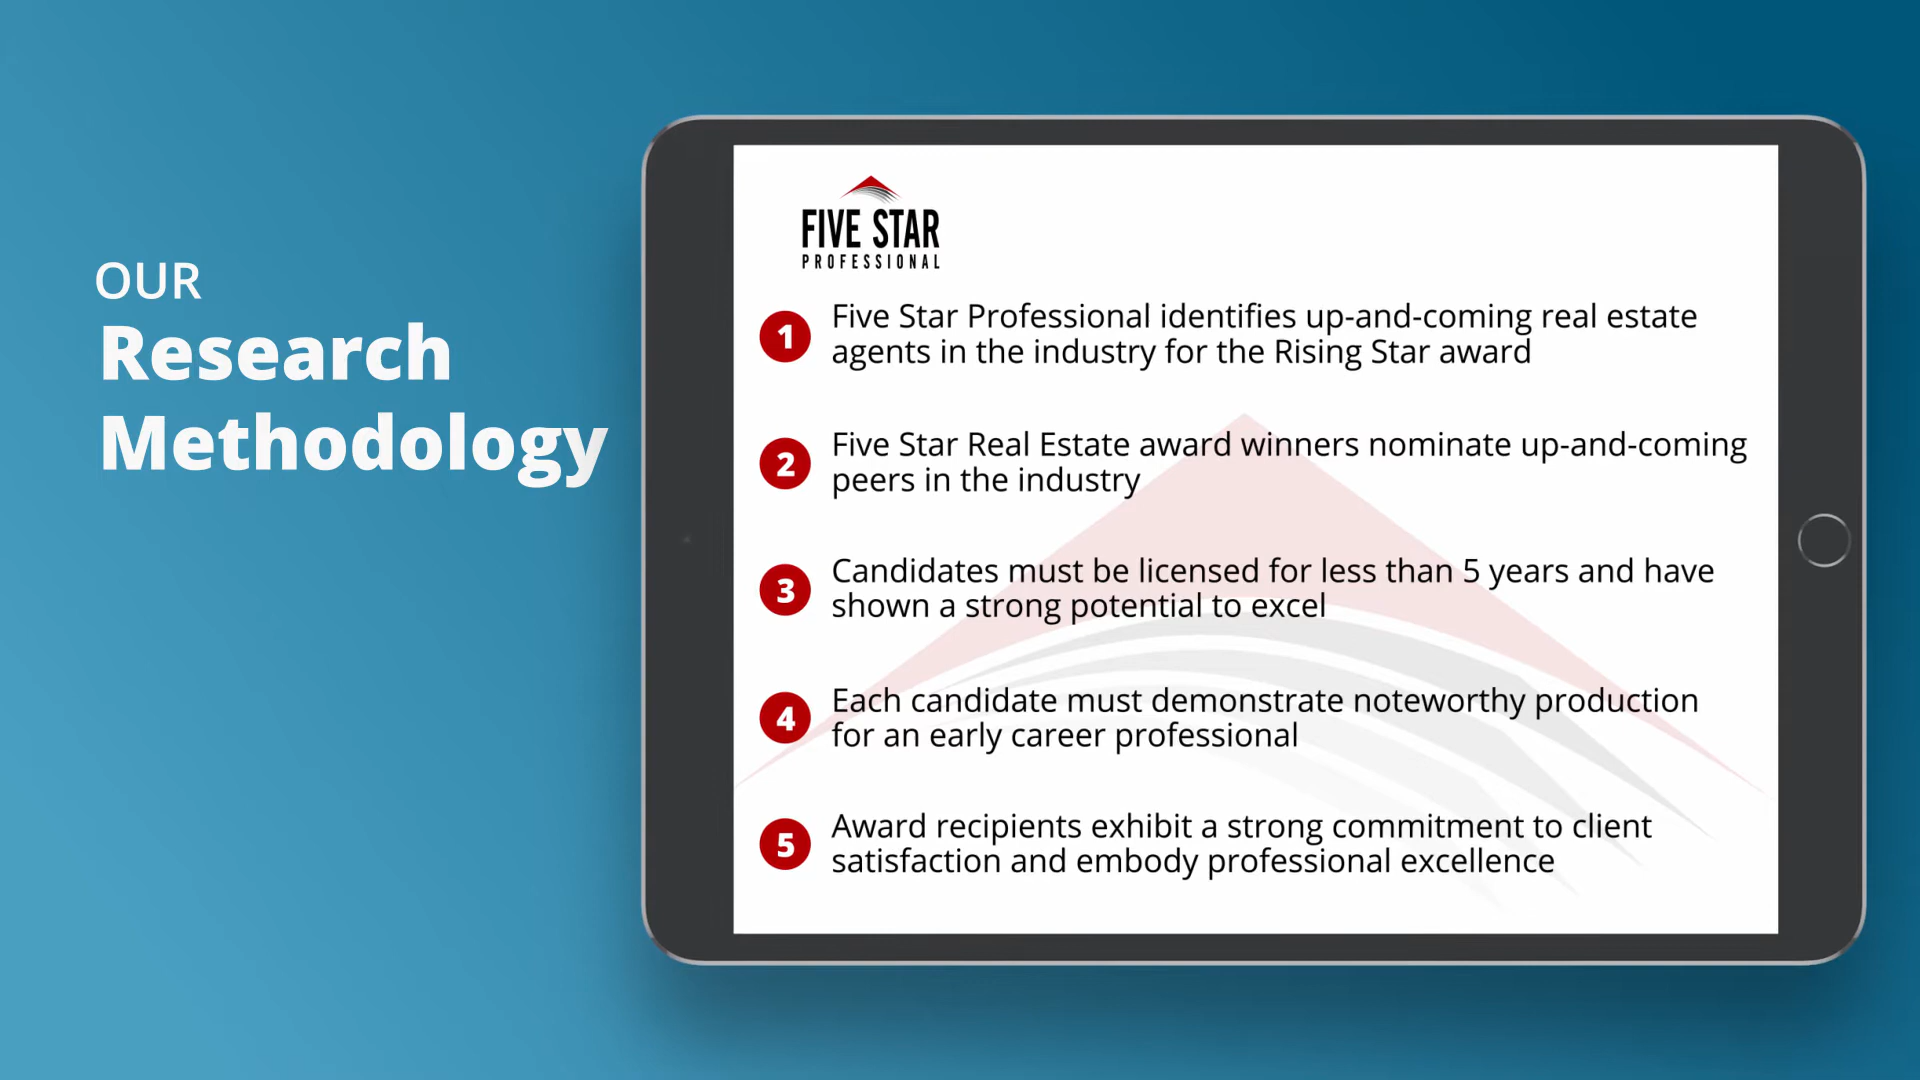 OUR
Research
Methodology
FIVE STAR
PROFESSIONAL
1 Five Star Professional identifies up-and-coming real estate
agents in the industry for the Rising Star award
2 Five Star Real Estate award winners nominate up-and-coming
peers in the industry
3 Candidates must be licensed for less than 5 years and have
shown a strong potential to excel
4 Each candidate must demonstrate noteworthy production
for an early career professional
5 Award recipients exhibit a strong commitment to client
satisfaction and embody professional excellence